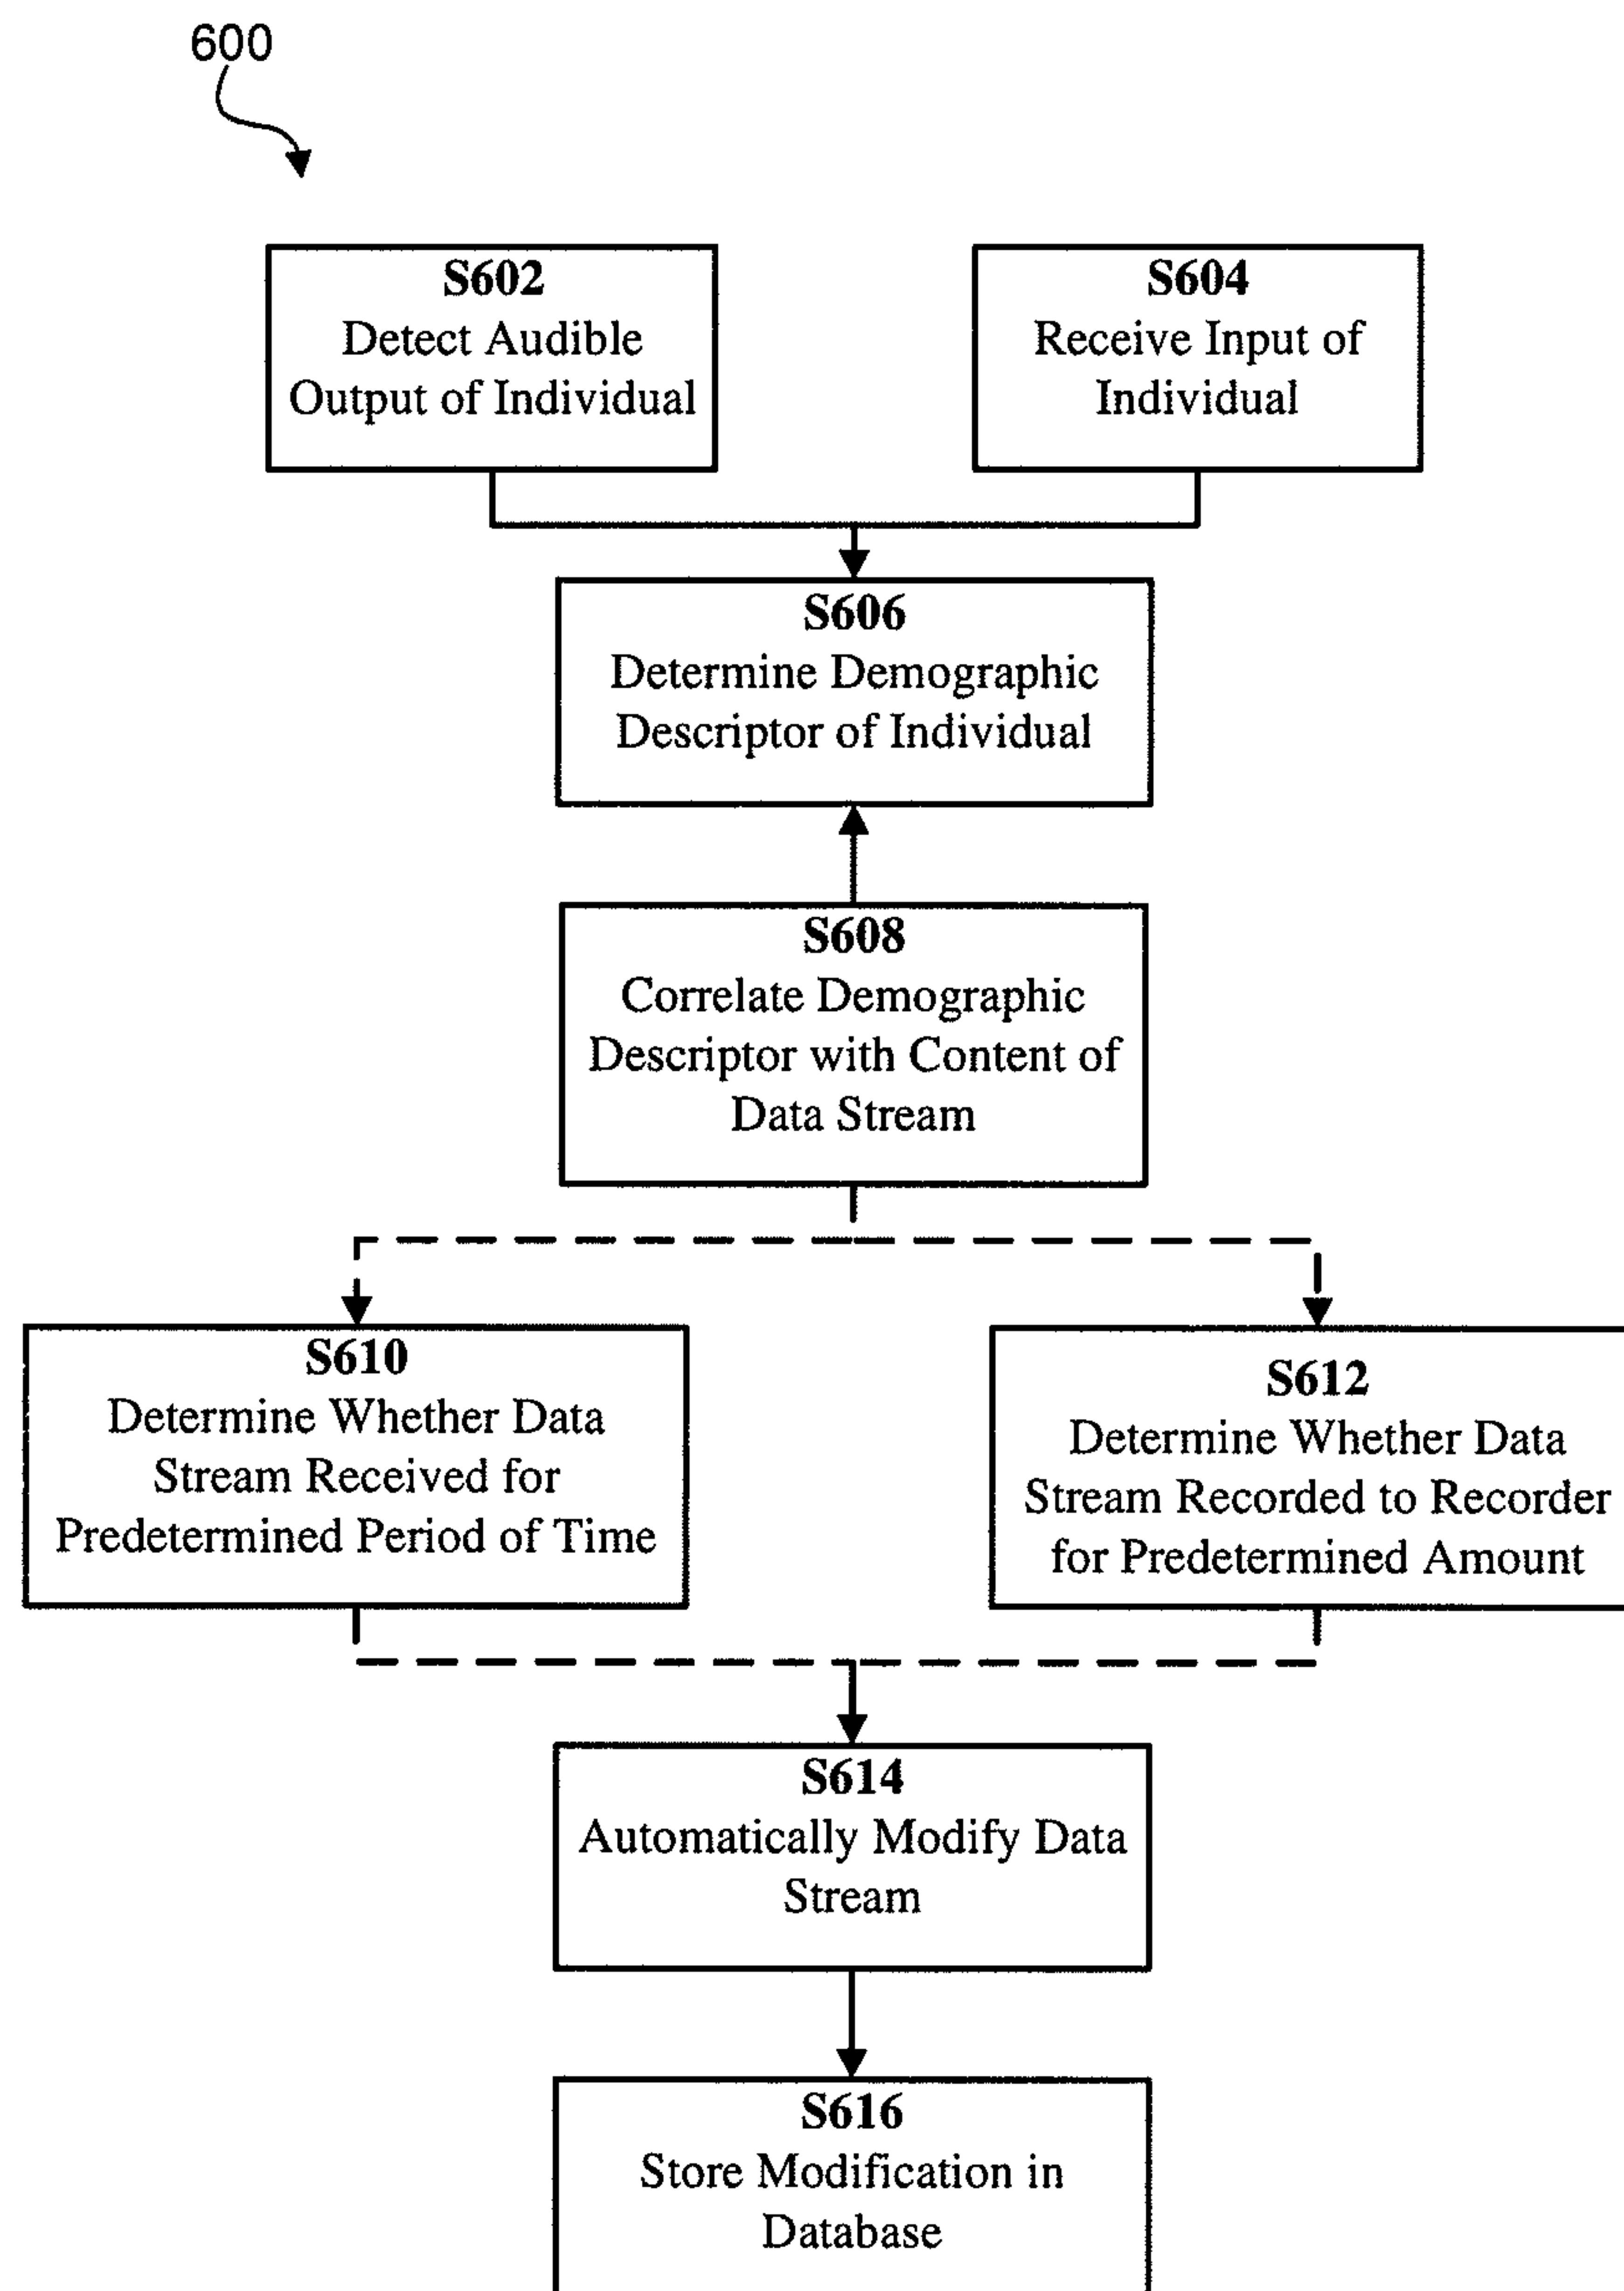 600
S602
Detect Audible
Output of Individual
S604
Receive Input of
Individual
S606
Determine Demographic
Descriptor of Individual
S608
Correlate Demographic
Descriptor with Content of
Data Stream
S610
Determine Whether Data
Stream Received for
Predetermined Period of Time
S612
Determine Whether Data
Stream Recorded to Recorder
for Predetermined Amount
S614
Automatically Modify Data
Stream
S616
Store Modification in
Database